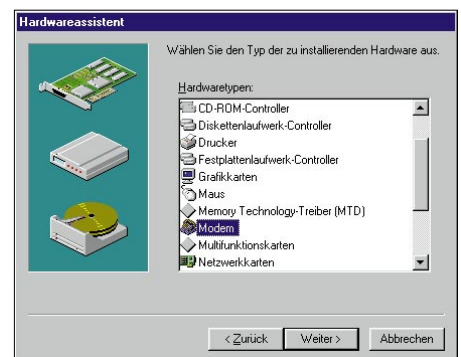 Hardwareassistent
Wählen Sie den Typ der zu installierenden Hardware aus.
Hardwaretypen:
CD-ROM-Controller
Diskettenlaufwerk-Controller
Drucker
Festplattenlaufwerk-Controller
Grafikkarten
Maus
Memory Technology-Treiber (MTD)
Modem
Multifunktionskarten
Netzwerkkarten
< Zurück
Weiter >
Abbrechen